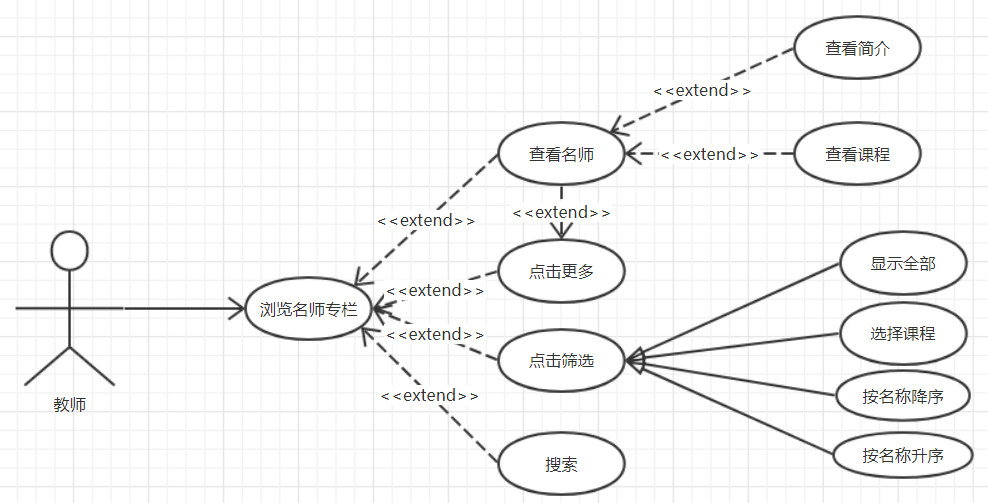 查看简介
<<extend>>
查看名师
<<extend>>
查看课程
<<extend>>
<<extend>>
显示全部
点击更多
<<extend>>
浏览名师专栏
<<extend>>
选择课程
点击筛选
<<extend>>
按名称降序
教师
按名称升序
搜索